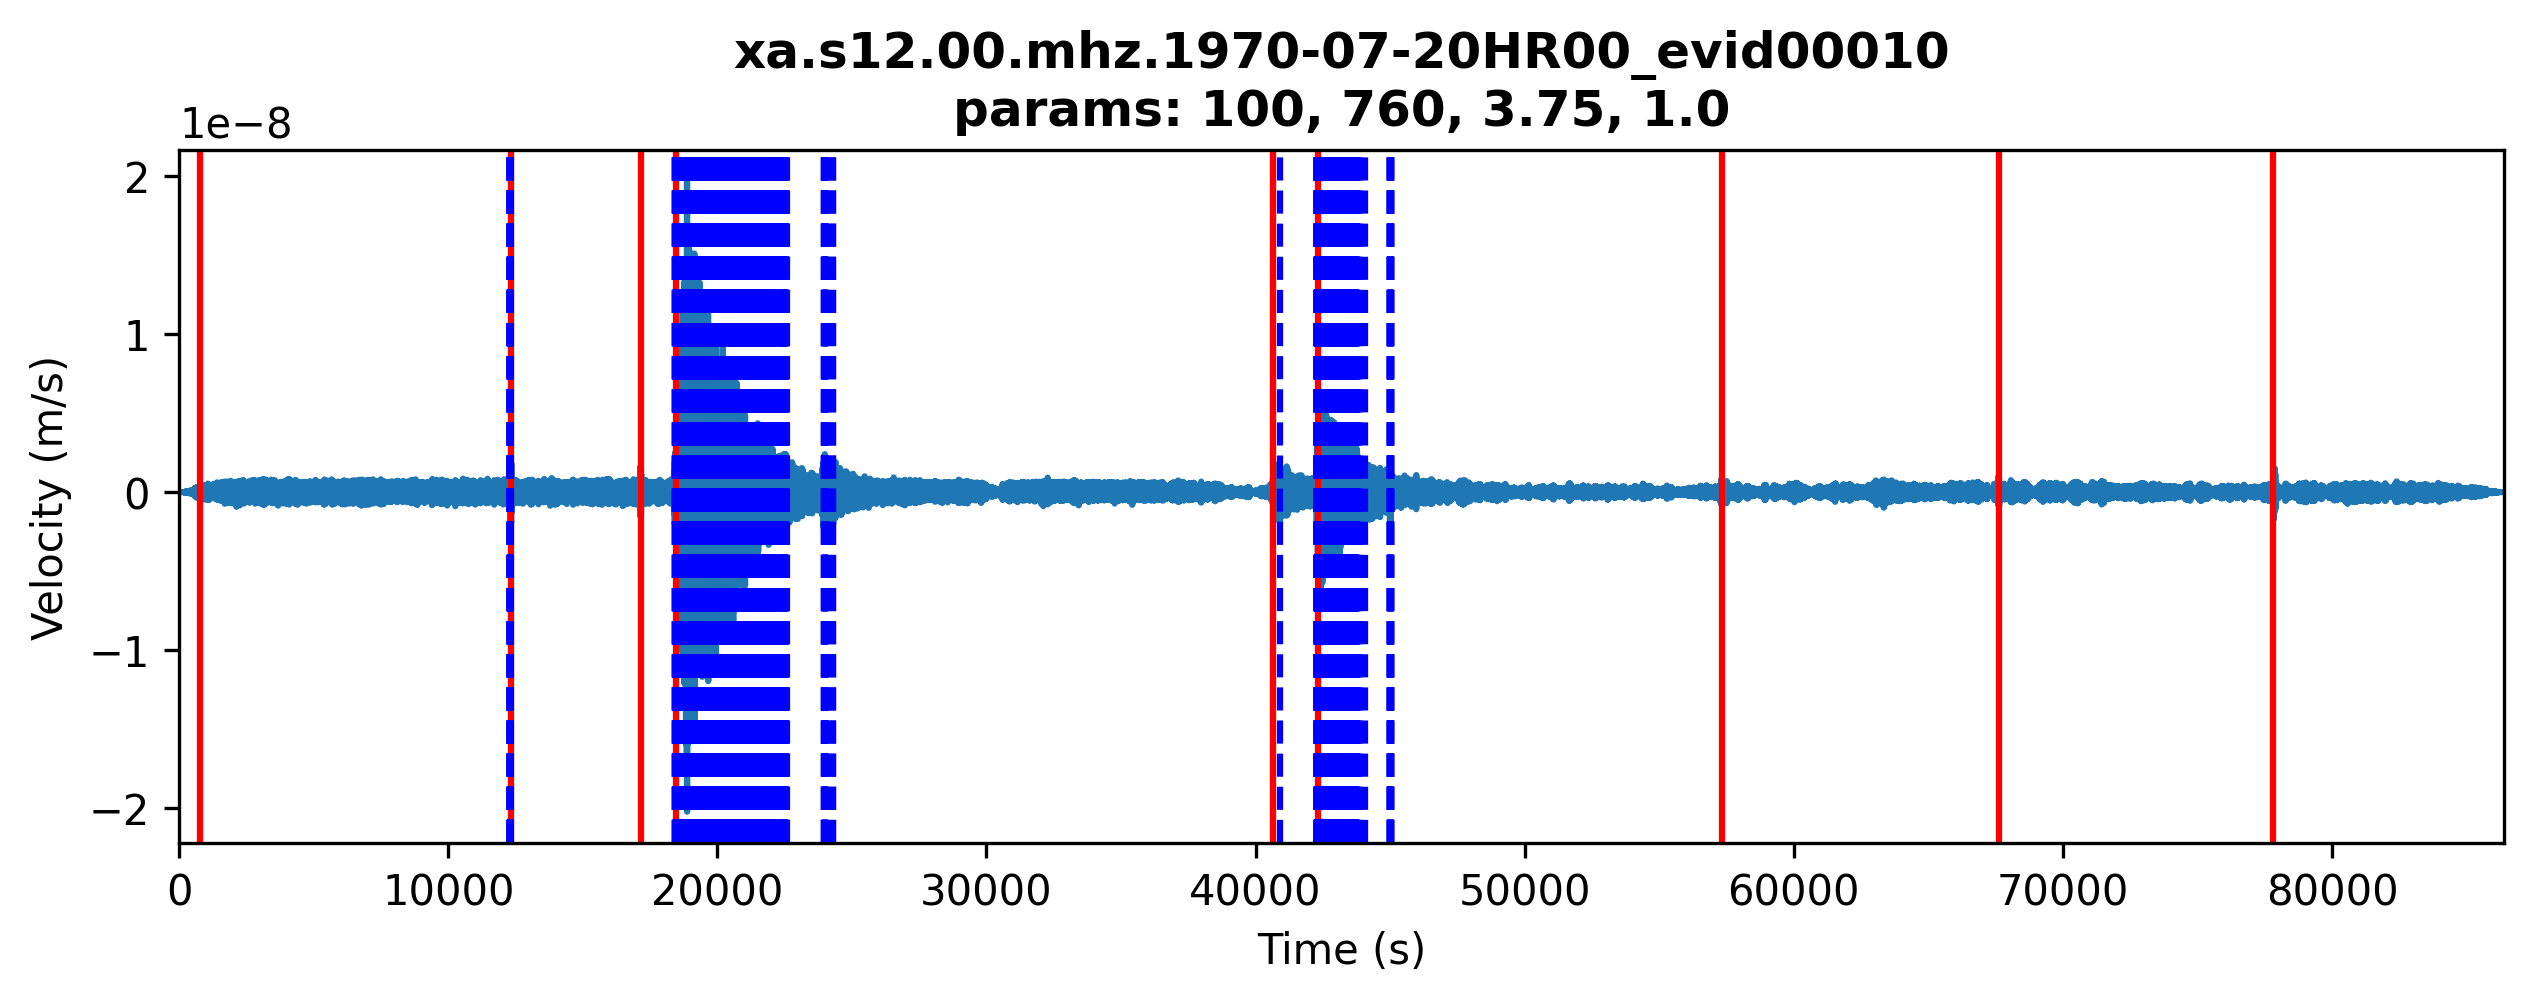 xa.s12.00.mhz.1970-07-20HR00_evid00010
params: 100, 760, 3.75, 1.0
1e−8
2
1
0
−1
−2
Velocity (m/s)
0 10000 20000 30000 40000 50000 60000 70000 80000
Time (s)